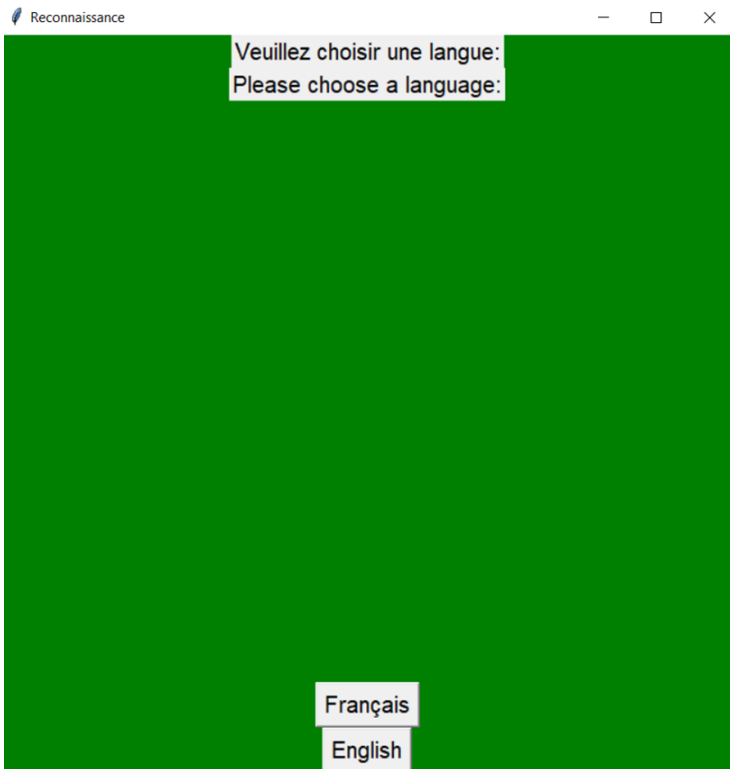 Reconnaissance
Veuillez choisir une langue:
Please choose a language:
Français
English